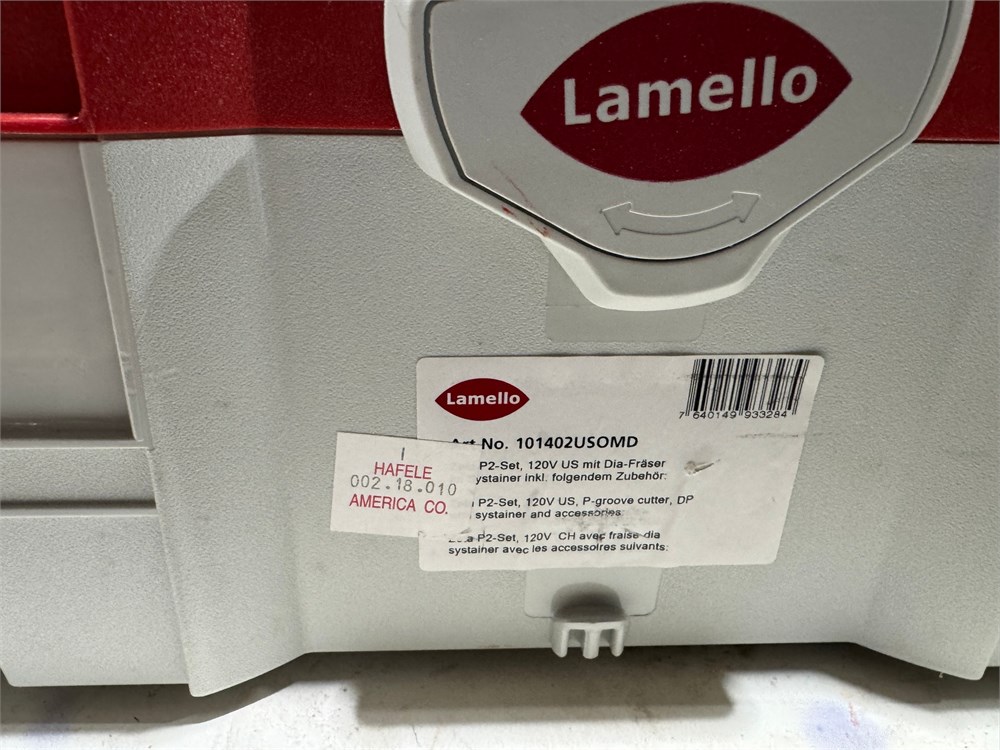 Lamello
Lamello
7 640149 933284
Art No. 101402USOMD
P2-Set, 120V US mit Dia-Fräser
ystainer inkl. folgendem Zubehör:
P2-Set, 120V US, P-groove cutter, DP
systainer and accessories:
P2-Set, 120V CH avec fraise dia
systainer avec les accessoires suivants:
HAFELE
002.18.010
AMERICA CO.